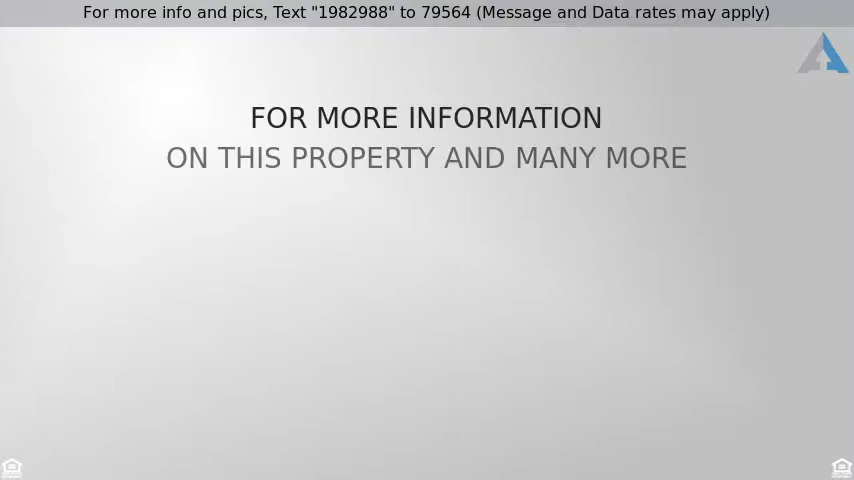 For more info and pics, Text "1982988" to 79564 (Message and Data rates may apply)
FOR MORE INFORMATION
ON THIS PROPERTY AND MANY MORE